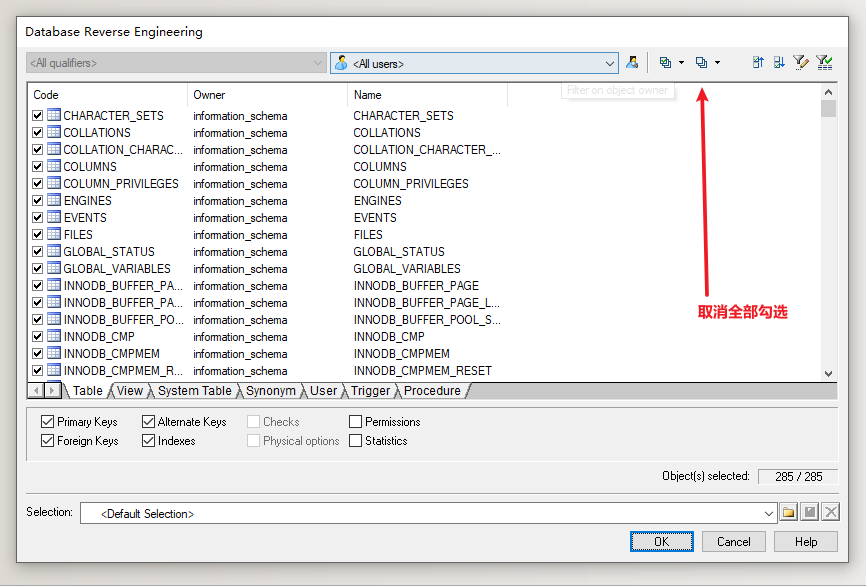 Database Reverse Engineering
<All qualifiers>
<All users>
Filter on object owner
Code Owner Name
CHARACTER_SETS information_schema CHARACTER_SETS
COLLATIONS information_schema COLLATIONS
COLLATION_CHARAC... information_schema COLLATION_CHARACTER_...
COLUMNS information_schema COLUMNS
COLUMN_PRIVILEGES information_schema COLUMN_PRIVILEGES
ENGINES information_schema ENGINES
EVENTS information_schema EVENTS
FILES information_schema FILES
GLOBAL_STATUS information_schema GLOBAL_STATUS
GLOBAL_VARIABLES information_schema GLOBAL_VARIABLES
INNODB_BUFFER_PA... information_schema INNODB_BUFFER_PAGE
INNODB_BUFFER_PA... information_schema INNODB_BUFFER_PAGE_L...
INNODB_BUFFER_PO... information_schema INNODB_BUFFER_POOL_S...
INNODB_CMP information_schema INNODB_CMP
INNODB_CMPMEM information_schema INNODB_CMPMEM
INNODB_CMPMEM_R... information_schema INNODB_CMPMEM_RESET
取消全部勾选
Table View System Table Synonym User Trigger Procedure
Primary Keys Alternate Keys Checks Permissions
Foreign Keys Indexes Physical options Statistics
Object(s) selected: 285 / 285
Selection: <Default Selection>
OK Cancel Help